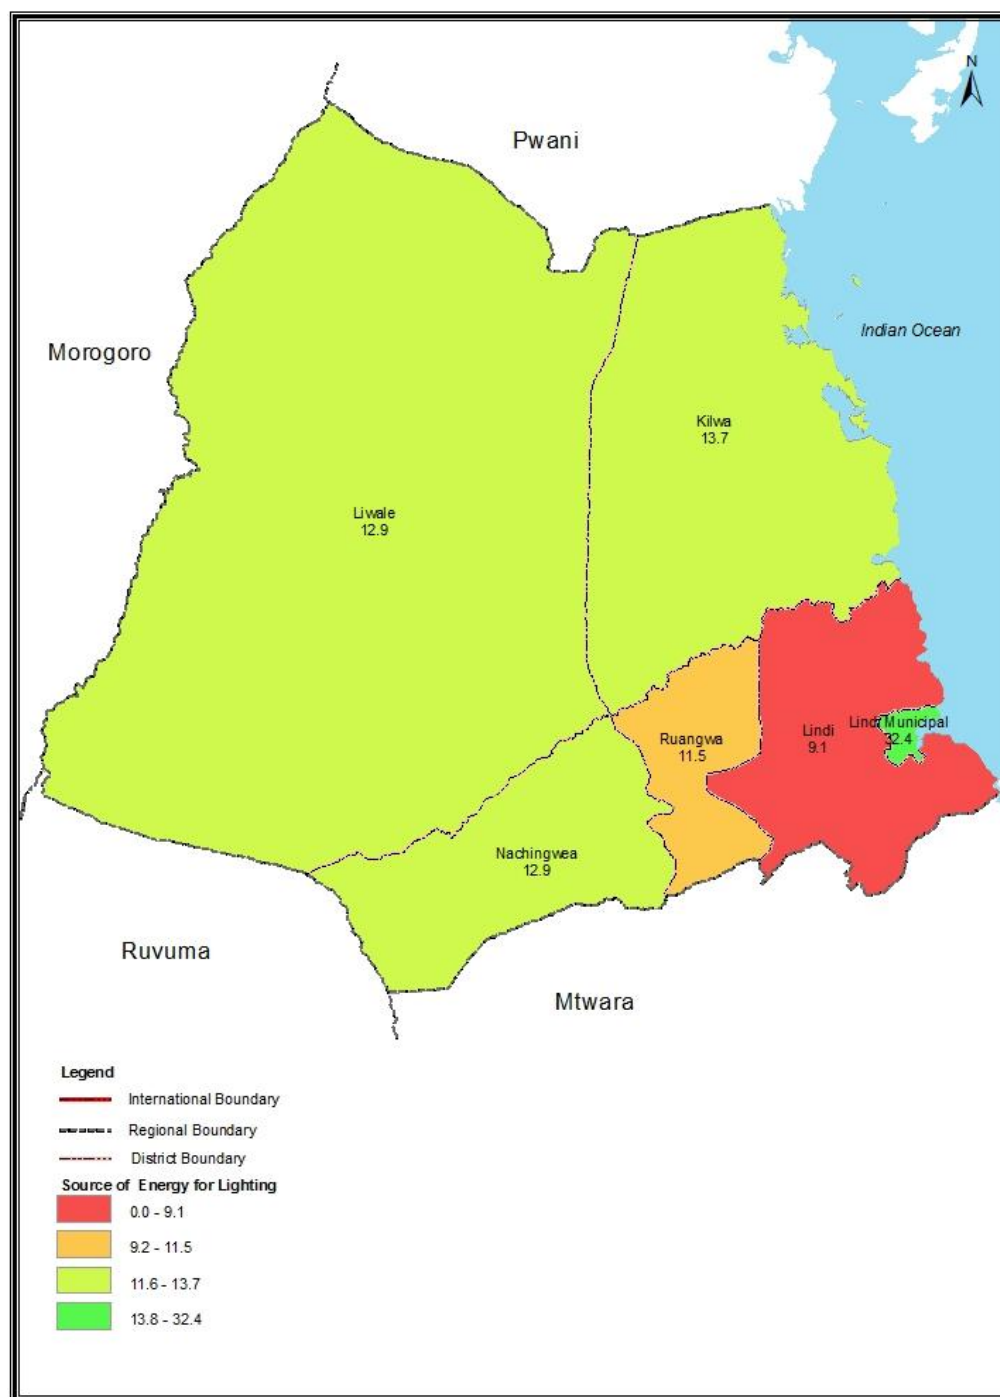 N
Pwani
Indian Ocean
Morogoro
Kilwa
13.7
Liwale
12.9
Lindi Municipal
32.4
Lindi
9.1
Ruangwa
11.5
Nachingwea
12.9
Ruvuma
Mtwara
Legend
International Boundary
Regional Boundary
District Boundary
Source of Energy for Lighting
0.0 - 9.1
9.2 - 11.5
11.6 - 13.7
13.8 - 32.4